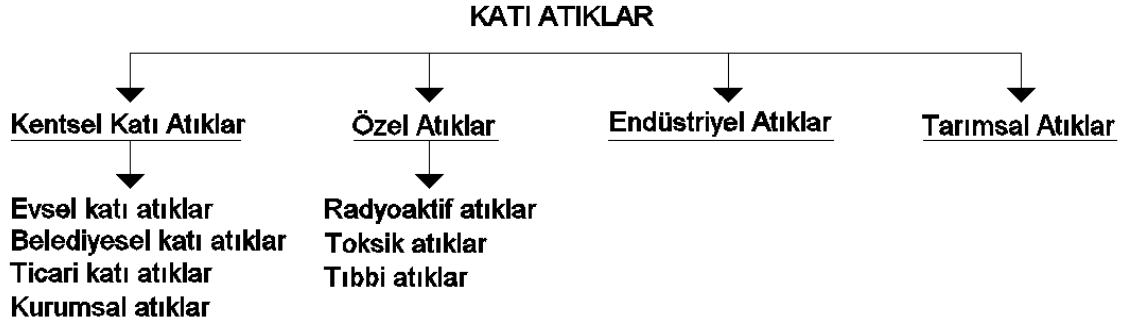 KATI ATIKLAR
Kentsel Katı Atıklar
Özel Atıklar
Endüstriyel Atıklar
Tarımsal Atıklar
Evsel katı atıklar
Belediyesel katı atıklar
Ticari katı atıklar
Kurumsal atıklar
Radyoaktif atıklar
Toksik atıklar
Tıbbi atıklar